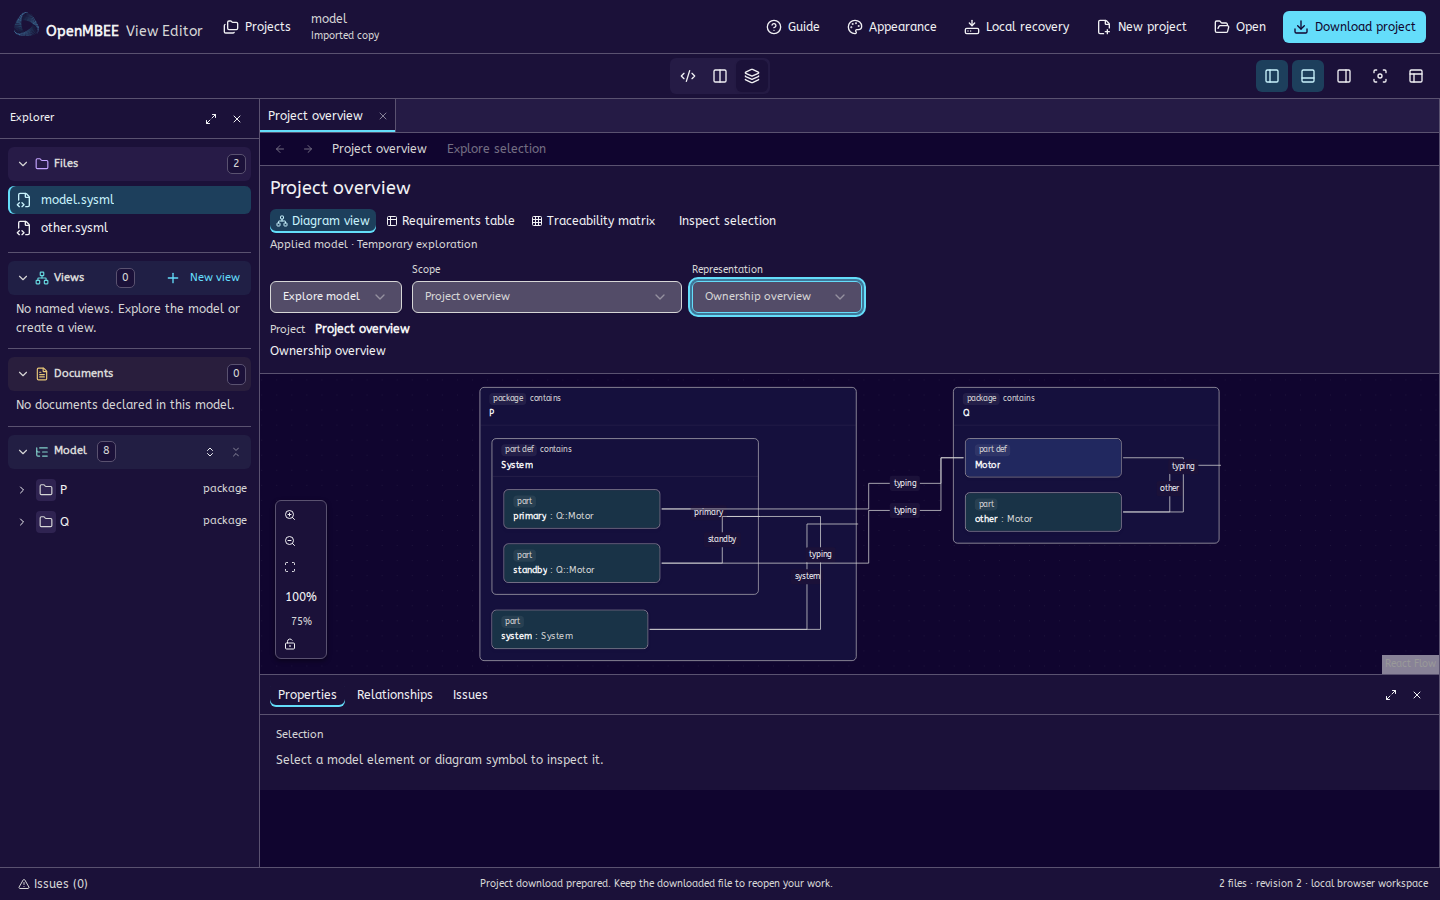 OpenMBEE View Editor
Projects
model
Imported copy
Guide
Appearance
Local recovery
New project
Open
Download project
Explorer
Files
2
model.sysml
other.sysml
Views
0
New view
No named views. Explore the model or
create a view.
Documents
0
No documents declared in this model.
Model
8
P
package
Q
package
Project overview
Project overview
Explore selection
Project overview
Diagram view
Requirements table
Traceability matrix
Inspect selection
Applied model · Temporary exploration
Scope
Representation
Explore model
Project overview
Ownership overview
Project Project overview
Ownership overview
package contains
P
part def contains
System
part
primary : Q::Motor
part
standby : Q::Motor
part
system : System
primary
standby
typing
system
typing
typing
package contains
Q
part def
Motor
part
other : Motor
typing
other
100%
75%
React Flow
Properties
Relationships
Issues
Selection
Select a model element or diagram symbol to inspect it.
Issues (0)
Project download prepared. Keep the downloaded file to reopen your work.
2 files · revision 2 · local browser workspace